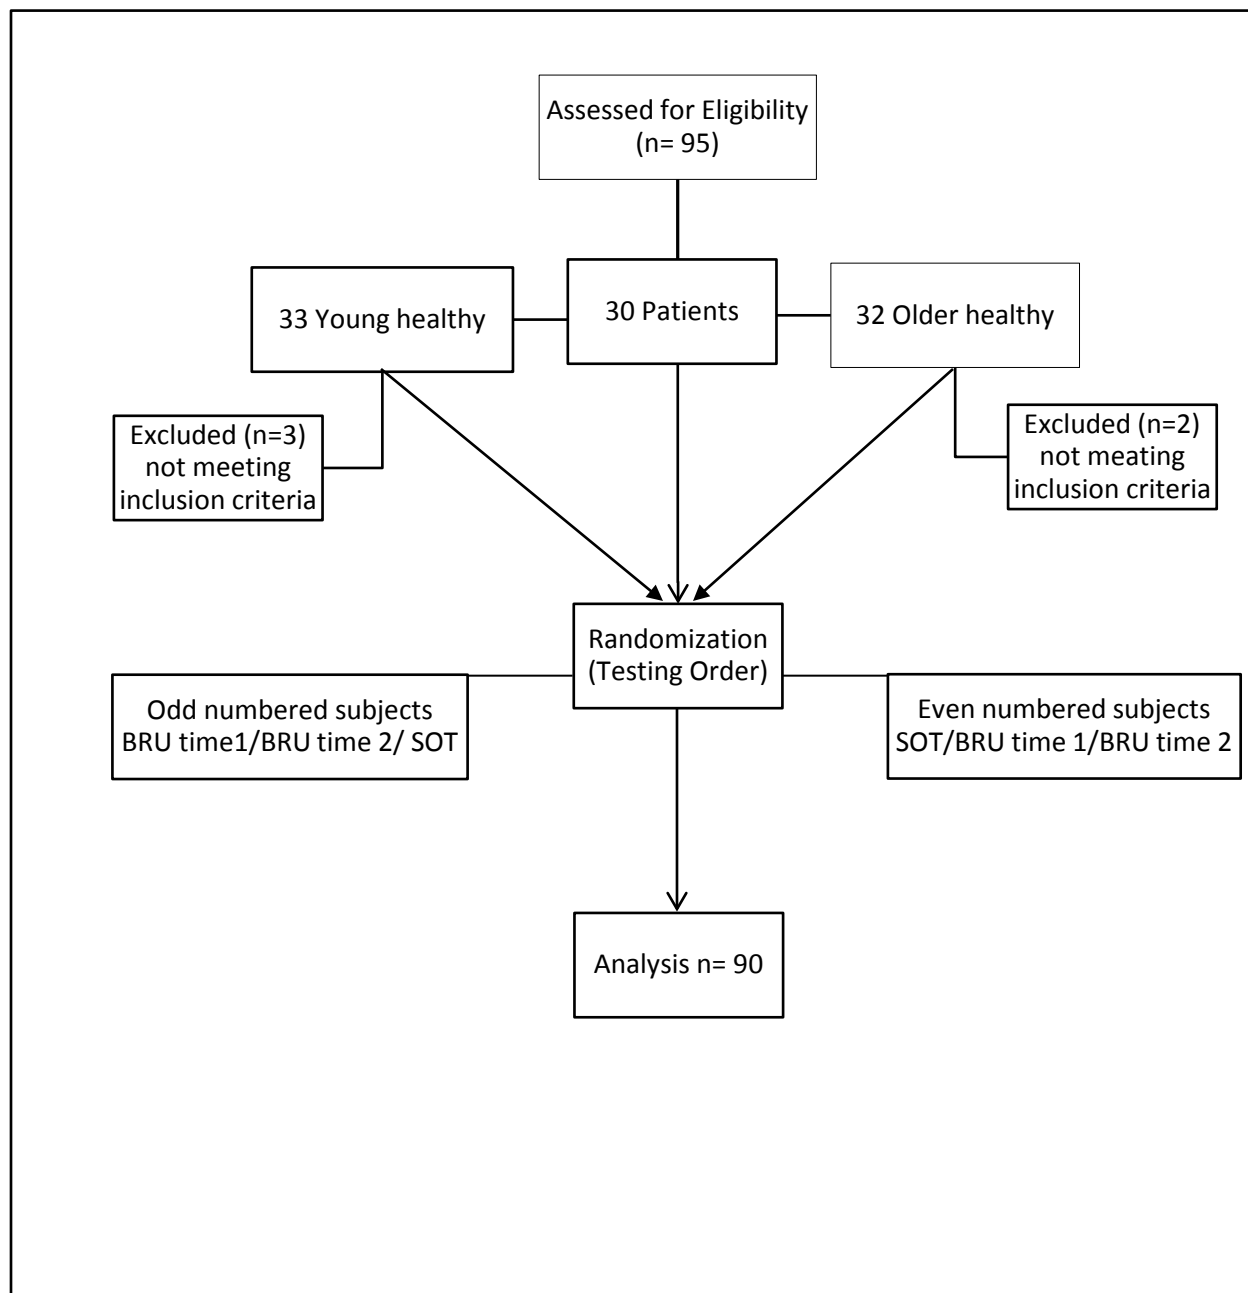 Assessed for Eligibility
(n= 95)
33 Young healthy
30 Patients
32 Older healthy
Excluded (n=3)
not meeting
inclusion criteria
Excluded (n=2)
not meating
inclusion criteria
Randomization
(Testing Order)
Odd numbered subjects
BRU time1/BRU time 2/ SOT
Even numbered subjects
SOT/BRU time 1/BRU time 2
Analysis n= 90